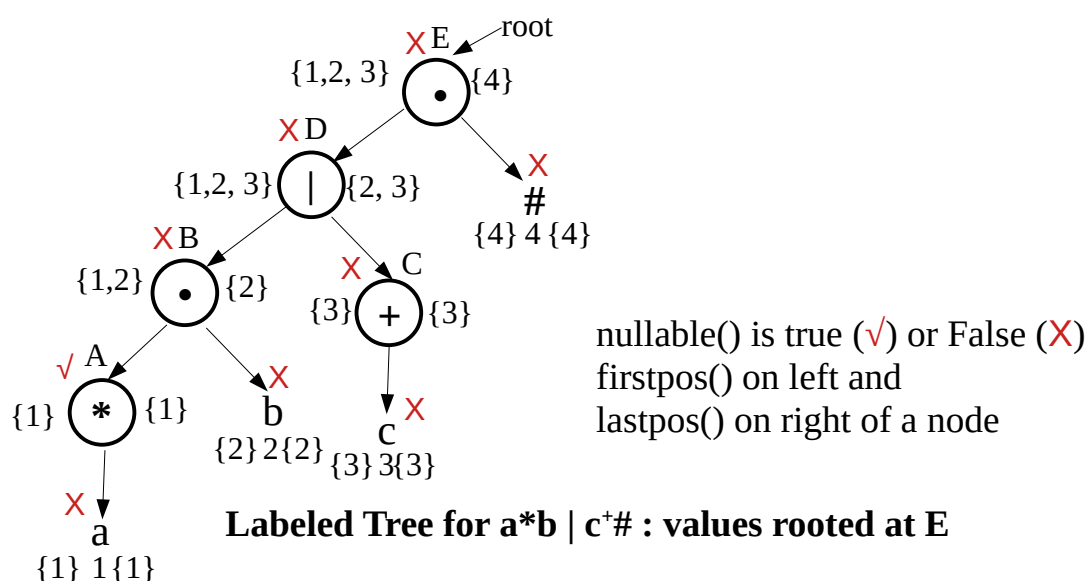 root
X E
{1,2, 3} • {4}
X D
X
{1,2, 3} | {2, 3}
#
{4} 4 {4}
X B
X C
{1,2} • {2}
{3} + {3}
√ A
X
{1} * {1}
b
X
c
{2} 2{2}
{3} 3{3}
X
a
{1} 1{1}
nullable() is true (√) or False (X)
firstpos() on left and
lastpos() on right of a node
Labeled Tree for a*b | c⁺# : values rooted at E